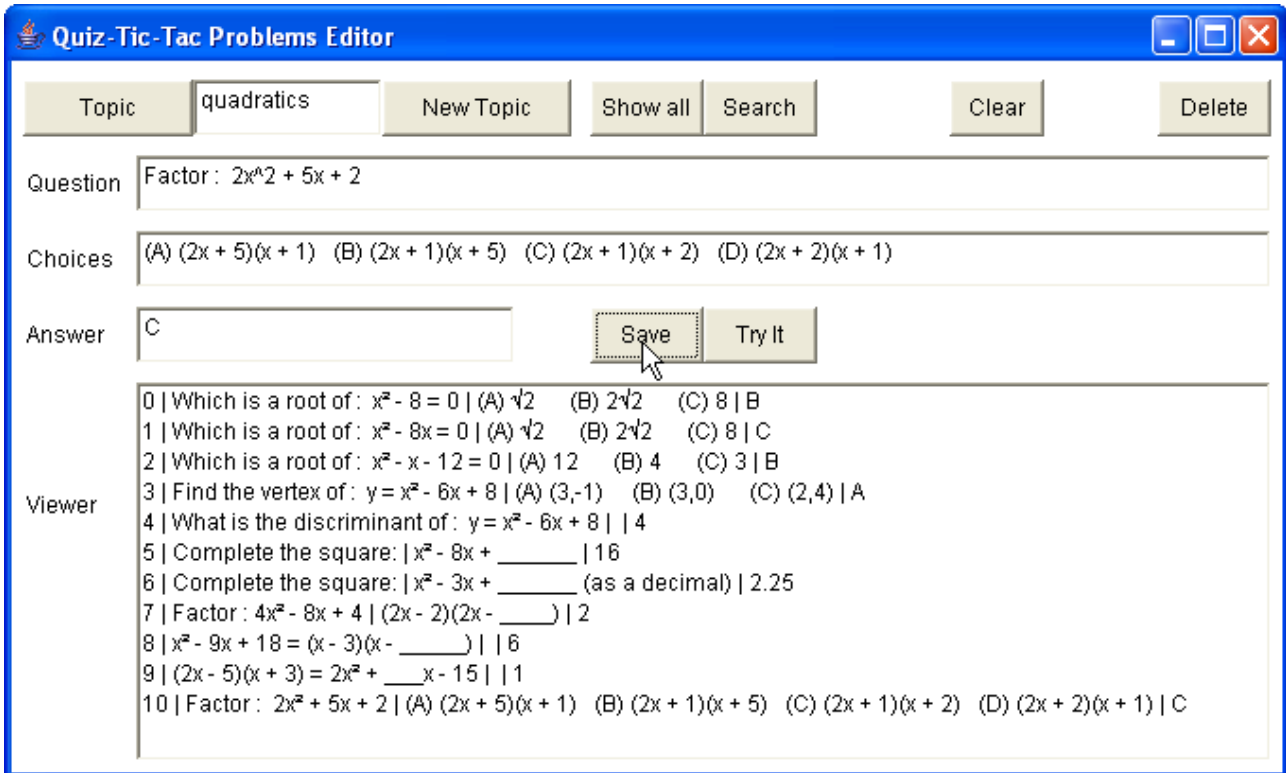 Quiz-Tic-Tac Problems Editor
Topic quadratics New Topic Show all Search Clear Delete
Question Factor : 2x^2 + 5x + 2
Choices (A) (2x + 5)(x + 1) (B) (2x + 1)(x + 5) (C) (2x + 1)(x + 2) (D) (2x + 2)(x + 1)
Answer C Save Try It
Viewer
0 | Which is a root of : x² - 8 = 0 | (A) √2 (B) 2√2 (C) 8 | B
1 | Which is a root of : x² - 8x = 0 | (A) √2 (B) 2√2 (C) 8 | C
2 | Which is a root of : x² - x - 12 = 0 | (A) 12 (B) 4 (C) 3 | B
3 | Find the vertex of : y = x² - 6x + 8 | (A) (3,-1) (B) (3,0) (C) (2,4) | A
4 | What is the discriminant of : y = x² - 6x + 8 | | 4
5 | Complete the square: | x² - 8x + _______ | 16
6 | Complete the square: | x² - 3x + _______ (as a decimal) | 2.25
7 | Factor : 4x² - 8x + 4 | (2x - 2)(2x - _____) | 2
8 | x² - 9x + 18 = (x - 3)(x - ______) | | 6
9 | (2x - 5)(x + 3) = 2x² + ___x - 15 | | 1
10 | Factor : 2x² + 5x + 2 | (A) (2x + 5)(x + 1) (B) (2x + 1)(x + 5) (C) (2x + 1)(x + 2) (D) (2x + 2)(x + 1) | C